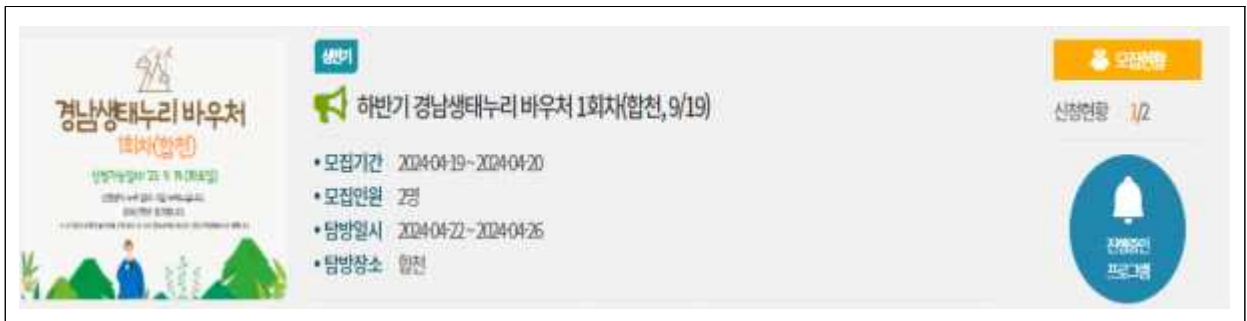 경남생태누리 바우처
1회차(합천)
상반기
하반기 경남생태누리 바우처 1회차(합천, 9/19)
• 모집기간 2024-04-19 ~ 2024-04-20
• 모집인원 2명
• 탐방일시 2024-04-22 ~ 2024-04-26
• 탐방장소 합천
모집현황
신청현황 1/2
진행중인
프로그램